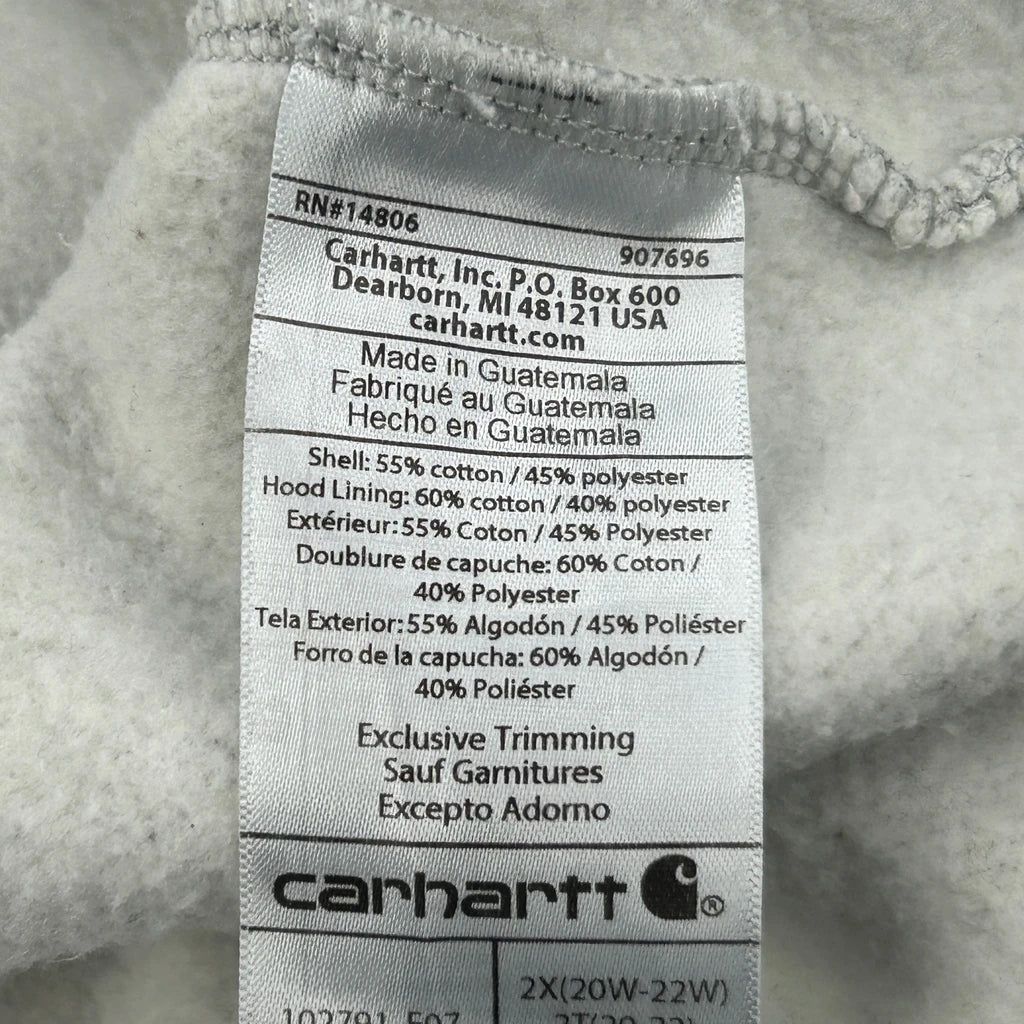 RN#14806
907696
Carhartt, Inc. P.O. Box 600
Dearborn, MI 48121 USA
carhartt.com
Made in Guatemala
Fabriqué au Guatemala
Hecho en Guatemala
Shell: 55% cotton / 45% polyester
Hood Lining: 60% cotton / 40% polyester
Extérieur:55% Coton / 45% Polyester
Doublure de capuche: 60% Coton /
40% Polyester
Tela Exterior:55% Algodón / 45% Poliéster
Forro de la capucha: 60% Algodón /
40% Poliéster
Exclusive Trimming
Sauf Garnitures
Excepto Adorno
carhartt ®
2X(20W-22W)